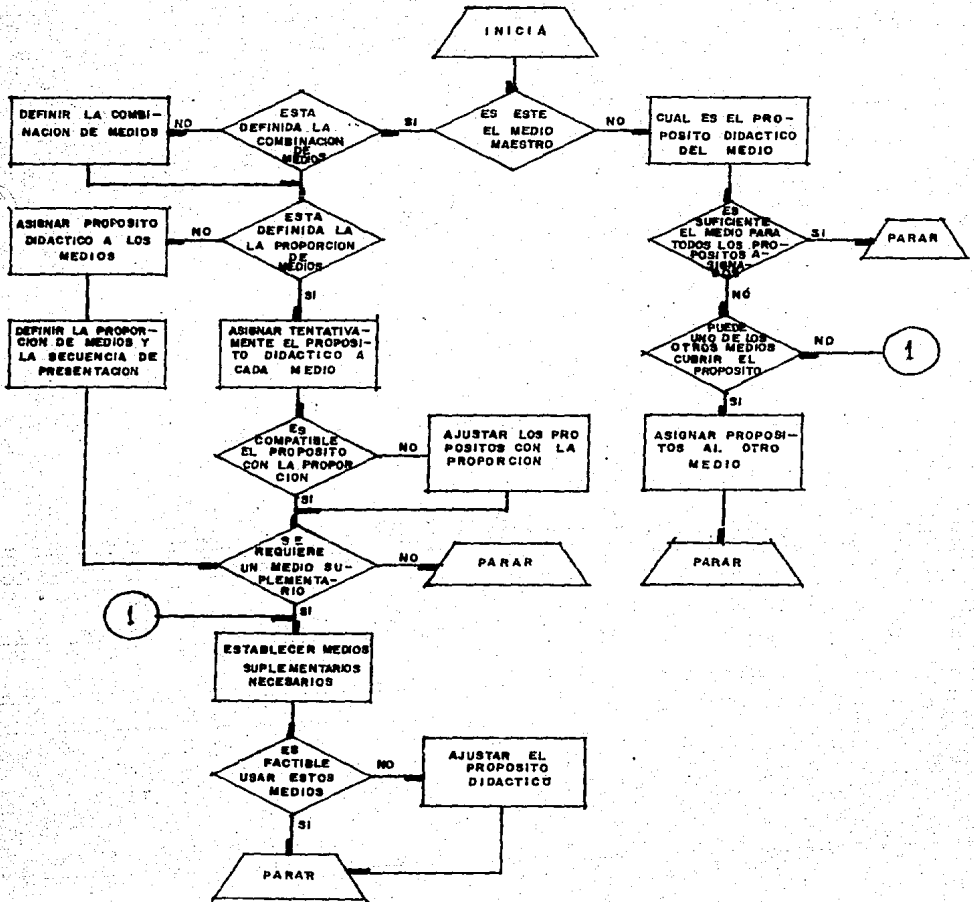 INICIA
DEFINIR LA COMBI-
NACION DE MEDIOS
NO
ESTA
DEFINIDA LA
COMBINACION
DE
MEDIOS
SI
ES ESTE
EL MEDIO
MAESTRO
NO
CUAL ES EL PRO-
POSITO DIDACTICO
DEL MEDIO
ASIGNAR PROPOSITO
DIDACTICO A LOS
MEDIOS
NO
ESTA
DEFINIDA LA
LA PROPORCION
DE
MEDIOS
SI
ES
SUFICIENTE
EL MEDIO PARA
TODOS LOS PRO-
POSITOS A-
SIGNA-
DOS
SI
PARAR
NO
DEFINIR LA PROPOR-
CION DE MEDIOS Y
LA SECUENCIA DE
PRESENTACION
ASIGNAR TENTATIVA-
MENTE EL PROPOSI-
TO DIDACTICO A
CADA MEDIO
PUEDE
UNO DE LOS
OTROS MEDIOS
CUBRIR EL
PROPOSITO
NO
1
SI
ES
COMPATIBLE
EL PROPOSITO
CON LA PROPOR
CION
NO
AJUSTAR LOS PRO
POSITOS CON LA
PROPORCION
SI
ASIGNAR PROPOSI-
TOS AL OTRO
MEDIO
SE
REQUIERE
UN MEDIO SU-
PLEMENTA-
RIO
NO
PARAR
PARAR
SI
1
ESTABLECER MEDIOS
SUPLEMENTARIOS
NECESARIOS
ES
FACTIBLE
USAR ESTOS
MEDIOS
NO
AJUSTAR EL
PROPOSITO
DIDACTICO
SI
PARAR